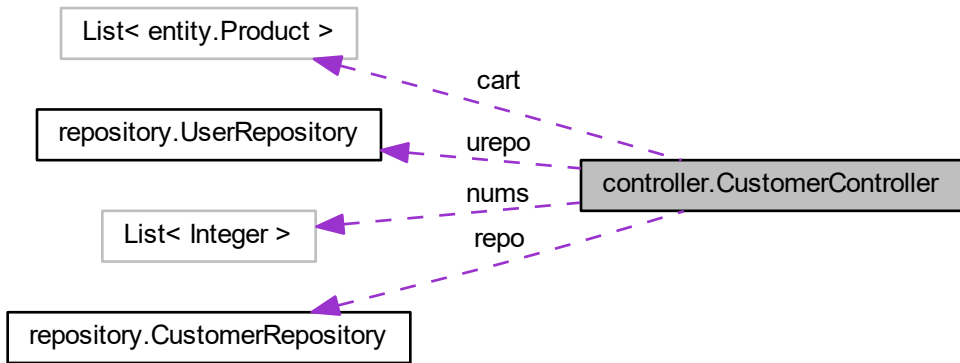 List< entity.Product >
cart
repository.UserRepository
urepo
controller.CustomerController
nums
List< Integer >
repo
repository.CustomerRepository